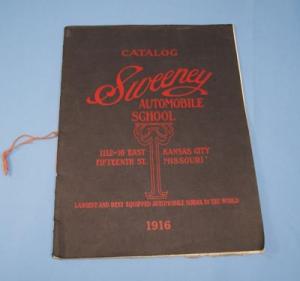 CATALOG
Sweeney
AUTOMOBILE
SCHOOL
1112-16 EAST KANSAS CITY
FIFTEENTH ST. MISSOURI
LARGEST AND BEST EQUIPPED AUTOMOBILE SCHOOL IN THE WORLD
1916